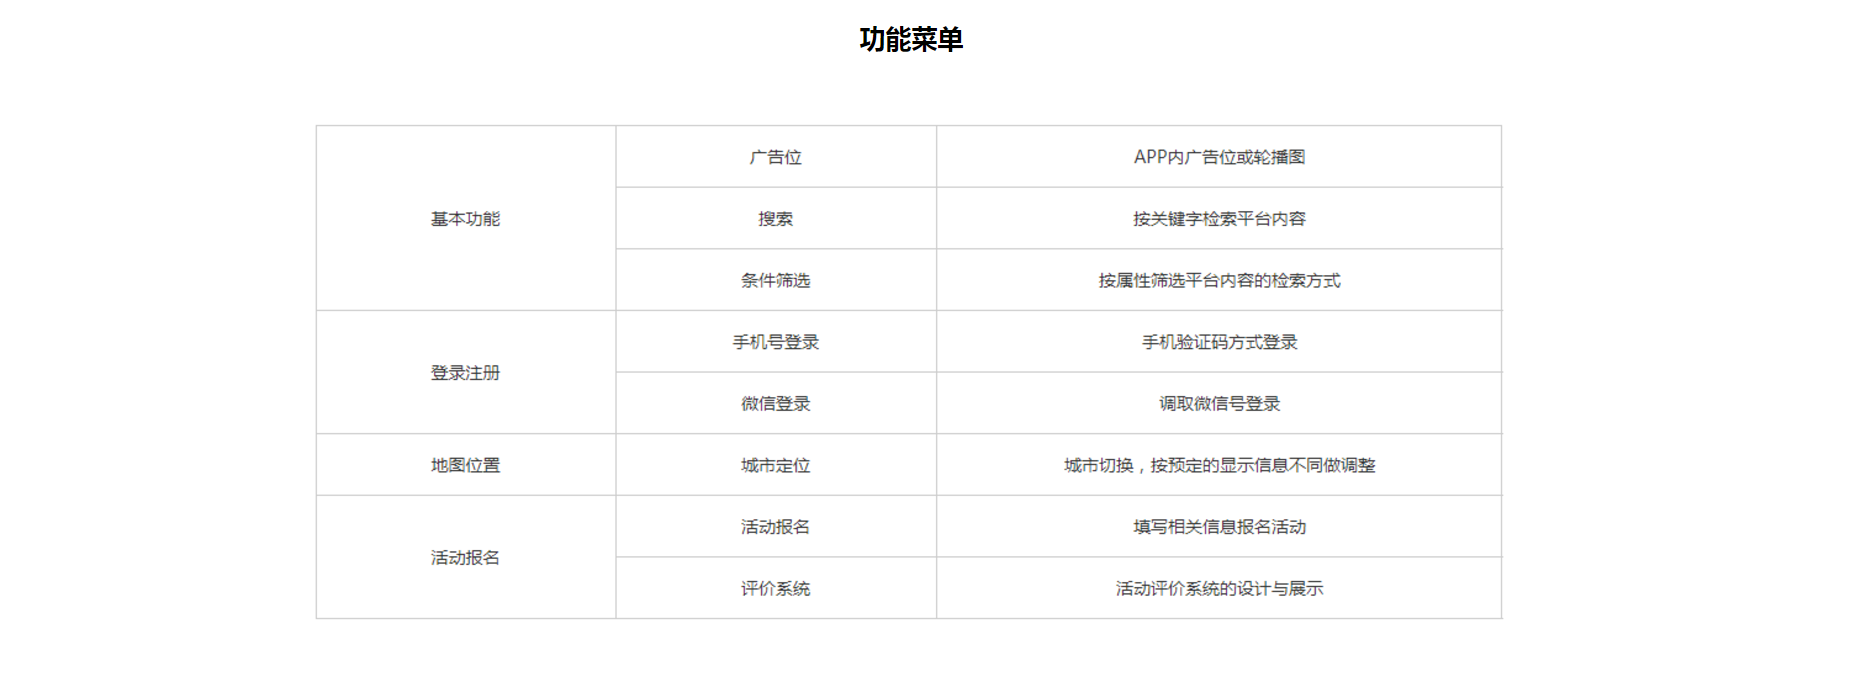 功能菜单
广告位
APP内广告位或轮播图
基本功能
搜索
按关键字检索平台内容
条件筛选
按属性筛选平台内容的检索方式
登录注册
手机号登录
手机验证码方式登录
微信登录
调取微信号登录
地图位置
城市定位
城市切换，按预定的显示信息不同做调整
活动报名
活动报名
填写相关信息报名活动
评价系统
活动评价系统的设计与展示